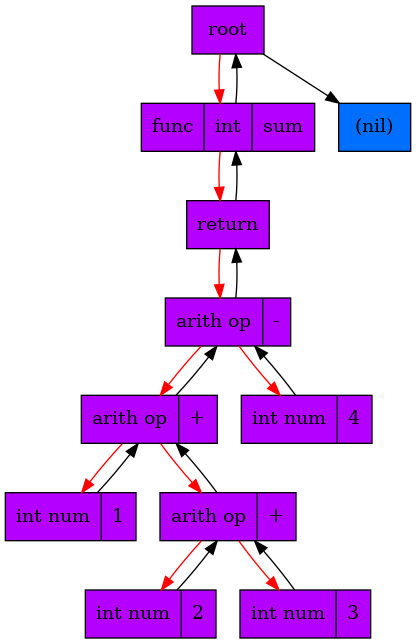 root
func int sum
(nil)
return
arith op -
arith op +
int num 4
int num 1
arith op +
int num 2
int num 3